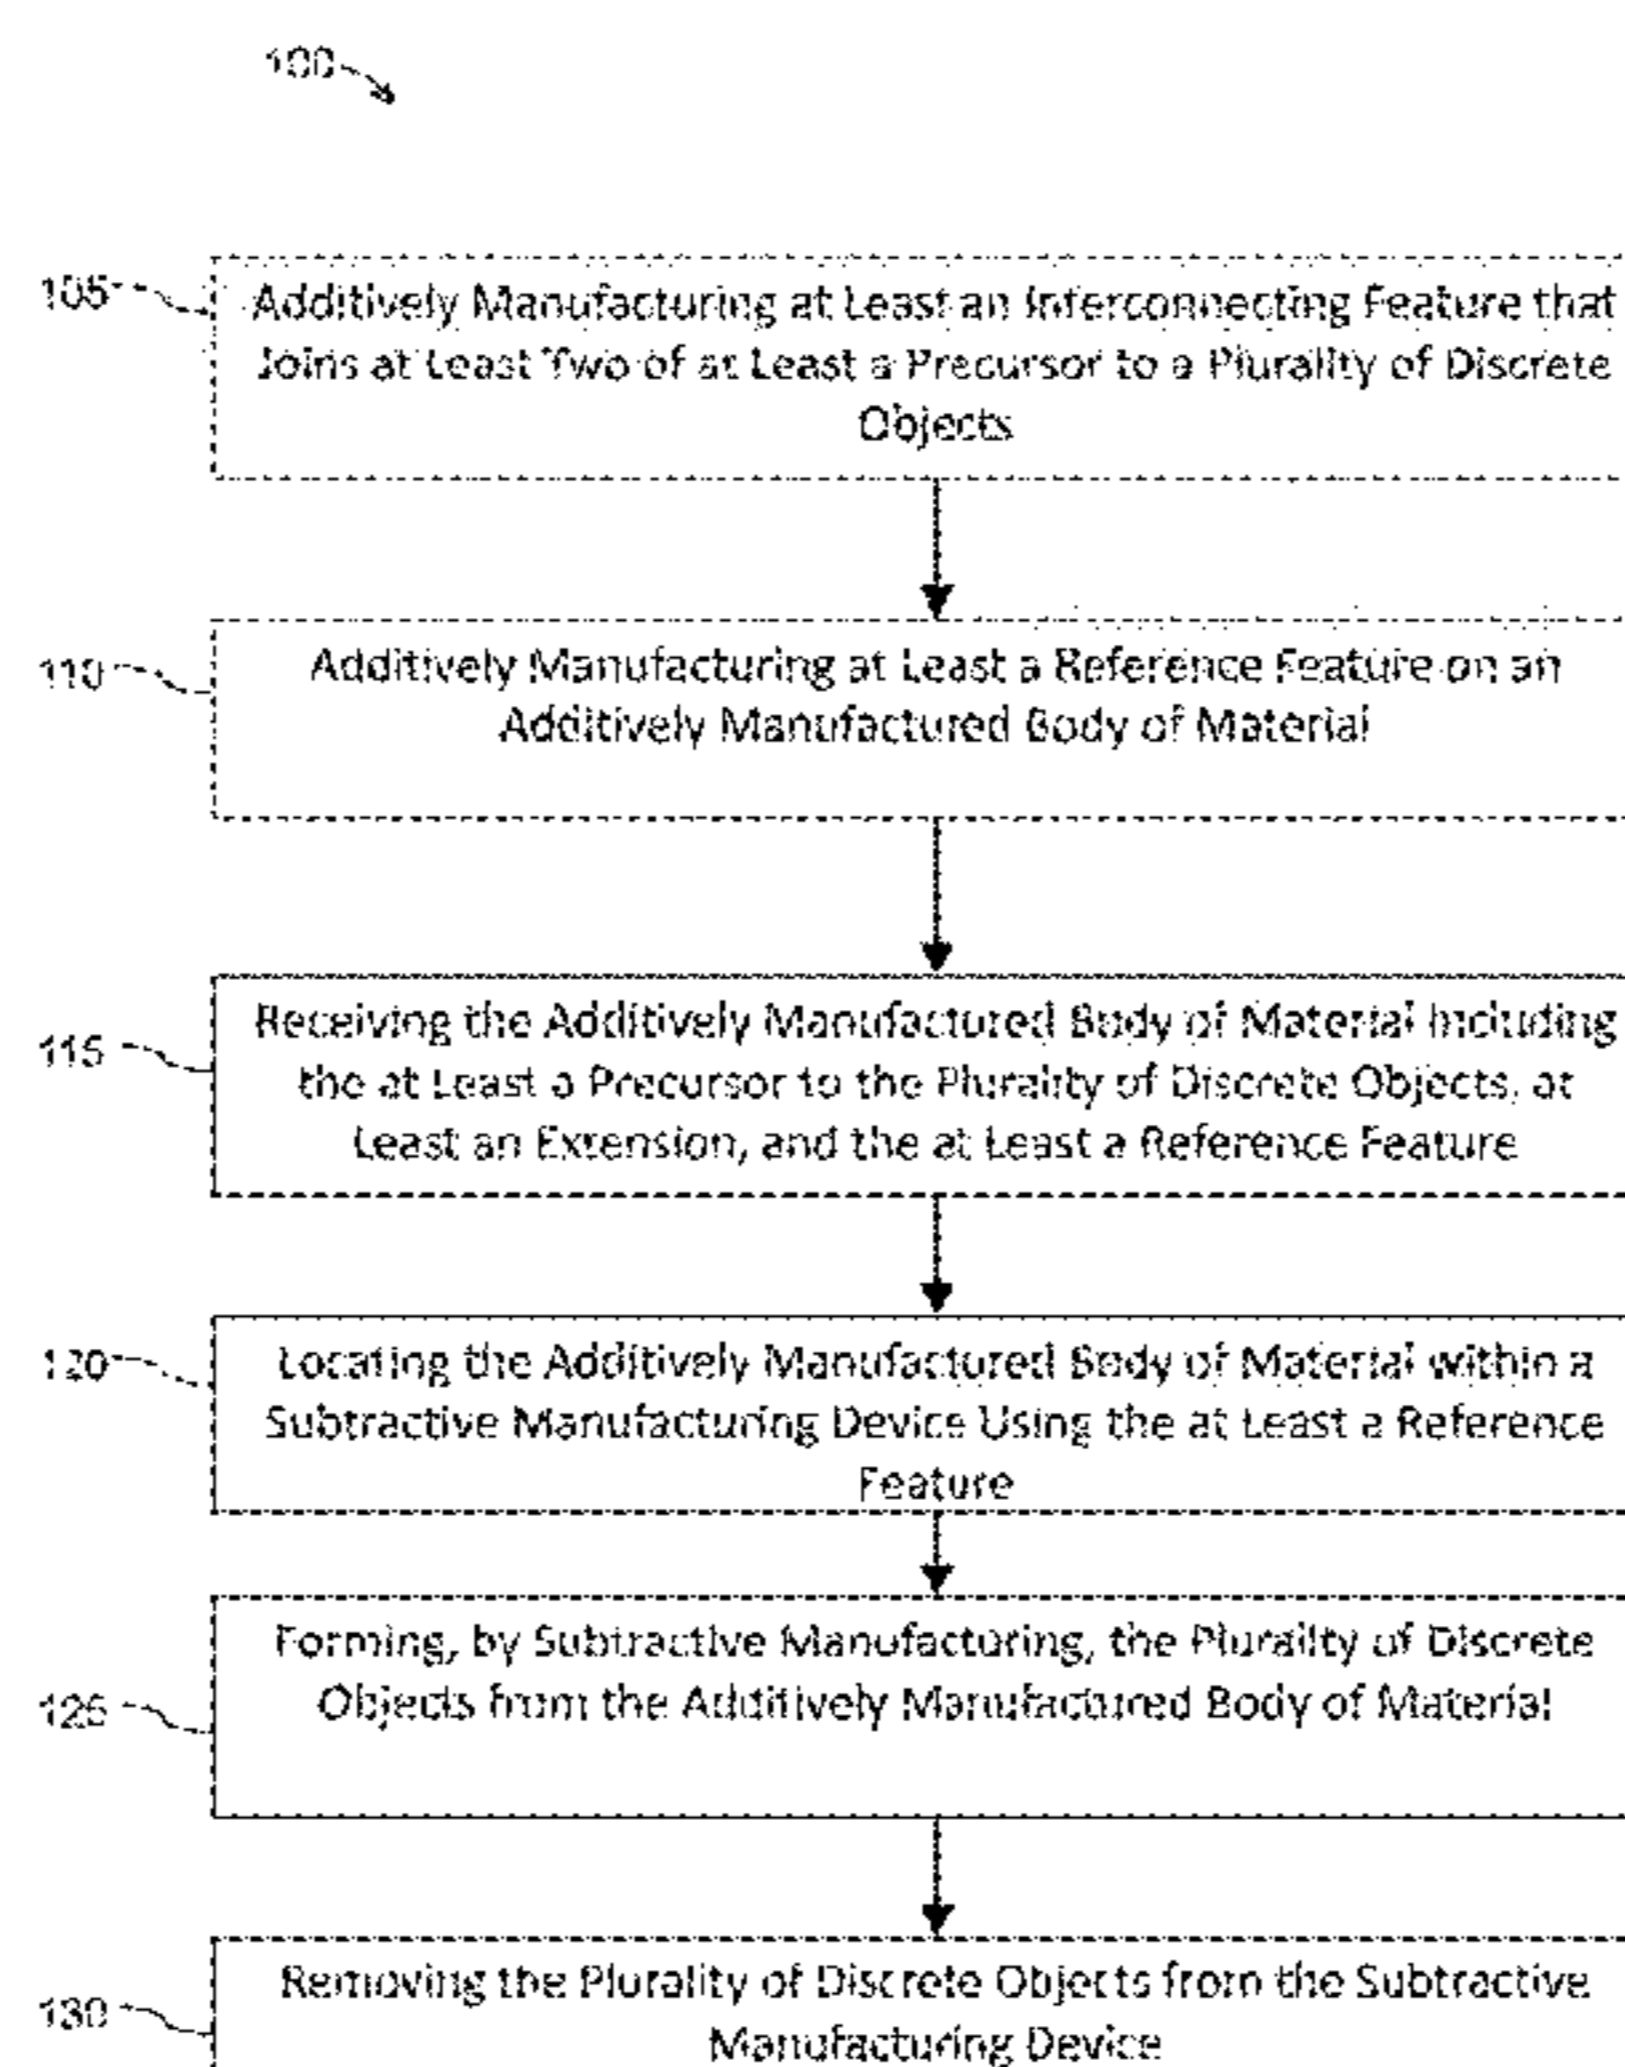 100
105
Additively Manufacturing at Least an Interconnecting Feature that
Joins at Least Two of at Least a Precursor to a Plurality of Discrete
Objects
110
Additively Manufacturing at Least a Reference Feature on an
Additively Manufactured Body of Material
115
Receiving the Additively Manufactured Body of Material Including
the at Least a Precursor to the Plurality of Discrete Objects, at
Least an Extension, and the at Least a Reference Feature
120
Locating the Additively Manufactured Body of Material within a
Subtractive Manufacturing Device Using the at Least a Reference
Feature
125
Forming, by Subtractive Manufacturing, the Plurality of Discrete
Objects from the Additively Manufactured Body of Material
130
Removing the Plurality of Discrete Objects from the Subtractive
Manufacturing Device